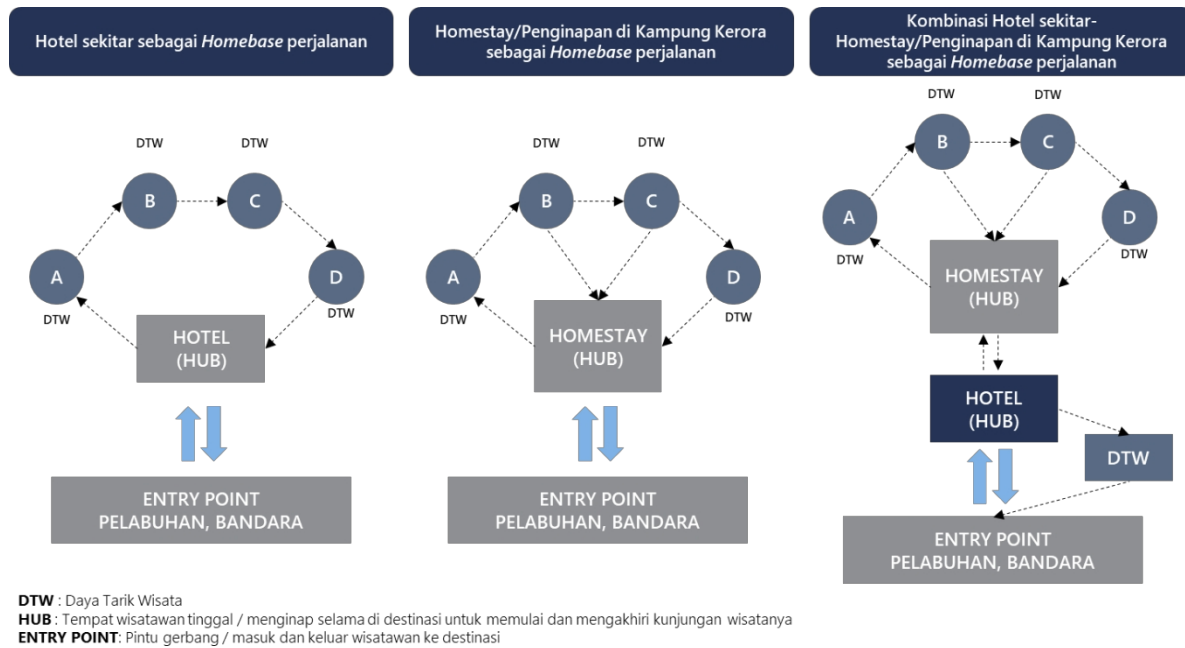 Hotel sekitar sebagai Homebase perjalanan
DTW
DTW
B
C
A
D
DTW
DTW
HOTEL
(HUB)
ENTRY POINT
PELABUHAN, BANDARA
Homestay/Penginapan di Kampung Kerora
sebagai Homebase perjalanan
DTW
DTW
B
C
A
D
DTW
DTW
HOMESTAY
(HUB)
ENTRY POINT
PELABUHAN, BANDARA
Kombinasi Hotel sekitar-
Homestay/Penginapan di Kampung Kerora
sebagai Homebase perjalanan
DTW
DTW
B
C
A
D
DTW
DTW
HOMESTAY
(HUB)
HOTEL
(HUB)
DTW
ENTRY POINT
PELABUHAN, BANDARA
DTW : Daya Tarik Wisata
HUB : Tempat wisatawan tinggal / menginap selama di destinasi untuk memulai dan mengakhiri kunjungan wisatanya
ENTRY POINT: Pintu gerbang / masuk dan keluar wisatawan ke destinasi